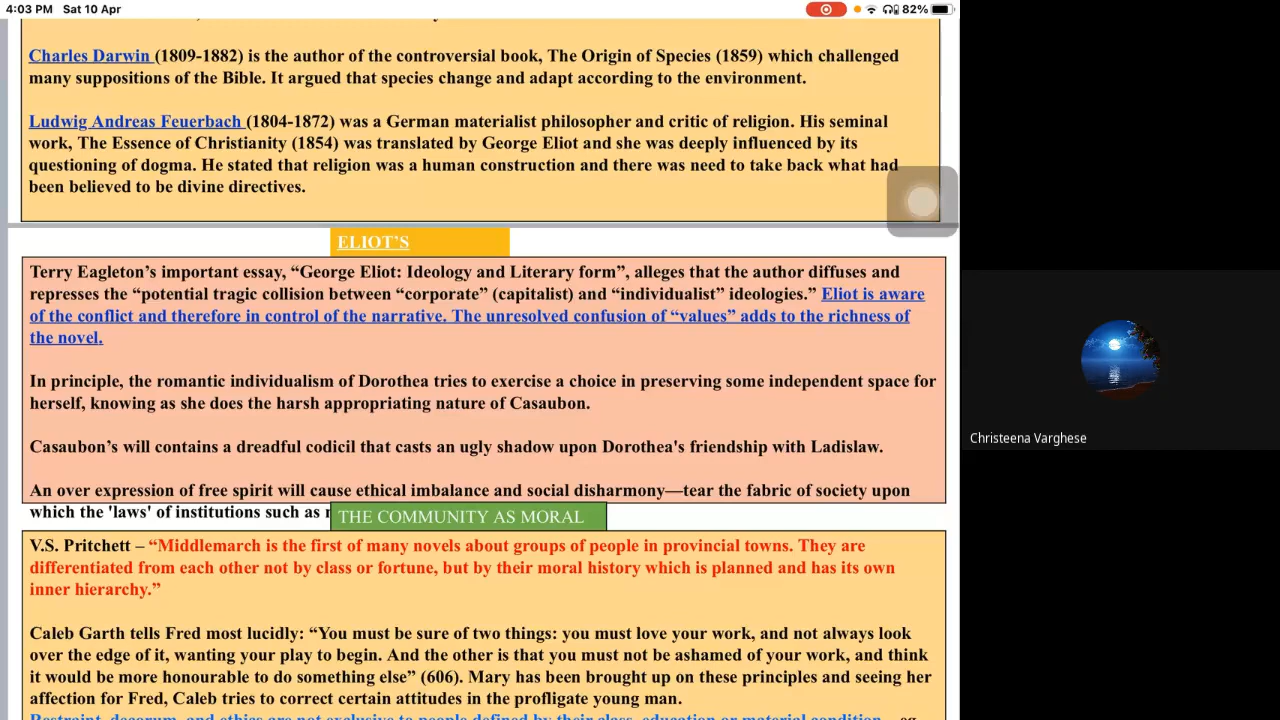 4:03 PM Sat 10 Apr
82%
Charles Darwin (1809-1882) is the author of the controversial book, The Origin of Species (1859) which challenged
many suppositions of the Bible. It argued that species change and adapt according to the environment.
Ludwig Andreas Feuerbach (1804-1872) was a German materialist philosopher and critic of religion. His seminal
work, The Essence of Christianity (1854) was translated by George Eliot and she was deeply influenced by its
questioning of dogma. He stated that religion was a human construction and there was need to take back what had
been believed to be divine directives.
ELIOT'S
Terry Eagleton's important essay, “George Eliot: Ideology and Literary form”, alleges that the author diffuses and
represses the “potential tragic collision between “corporate” (capitalist) and “individualist” ideologies.” Eliot is aware
of the conflict and therefore in control of the narrative. The unresolved confusion of “values” adds to the richness of
the novel.
In principle, the romantic individualism of Dorothea tries to exercise a choice in preserving some independent space for
herself, knowing as she does the harsh appropriating nature of Casaubon.
Casaubon’s will contains a dreadful codicil that casts an ugly shadow upon Dorothea's friendship with Ladislaw.
An over expression of free spirit will cause ethical imbalance and social disharmony—tear the fabric of society upon
which the 'laws' of institutions such as
THE COMMUNITY AS MORAL
V.S. Pritchett – “Middlemarch is the first of many novels about groups of people in provincial towns. They are
differentiated from each other not by class or fortune, but by their moral history which is planned and has its own
inner hierarchy.”
Caleb Garth tells Fred most lucidly: “You must be sure of two things: you must love your work, and not always look
over the edge of it, wanting your play to begin. And the other is that you must not be ashamed of your work, and think
it would be more honourable to do something else” (606). Mary has been brought up on these principles and seeing her
affection for Fred, Caleb tries to correct certain attitudes in the profligate young man.
Restraint, decorum, and ethics are not exclusive to people defined by their class, education or material condition – eg
Christeena Varghese